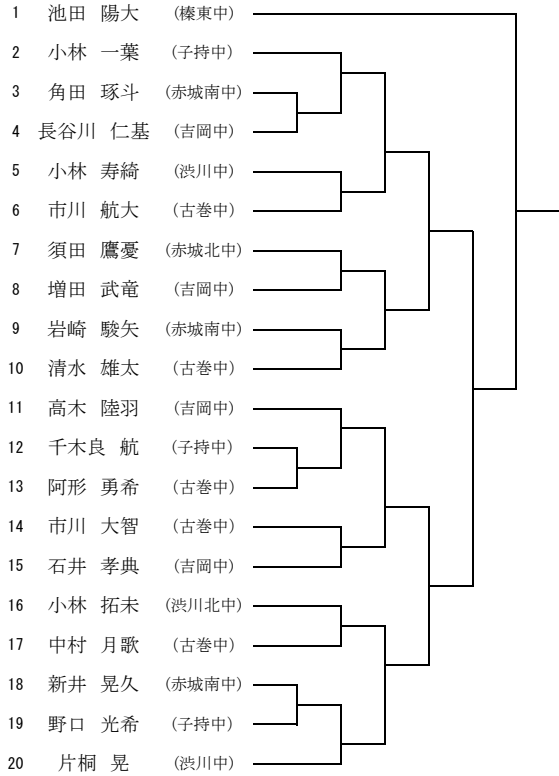 1 池田 陽大 (榛東中)
2 小林 一葉 (子持中)
3 角田 琢斗 (赤城南中)
4 長谷川 仁基 (吉岡中)
5 小林 寿綺 (渋川中)
6 市川 航大 (古巻中)
7 須田 鷹憂 (赤城北中)
8 増田 武竜 (吉岡中)
9 岩崎 駿矢 (赤城南中)
10 清水 雄太 (古巻中)
11 高木 陸羽 (吉岡中)
12 千木良 航 (子持中)
13 阿形 勇希 (古巻中)
14 市川 大智 (古巻中)
15 石井 孝典 (吉岡中)
16 小林 拓未 (渋川北中)
17 中村 月歌 (古巻中)
18 新井 晃久 (赤城南中)
19 野口 光希 (子持中)
20 片桐 晃 (渋川中)